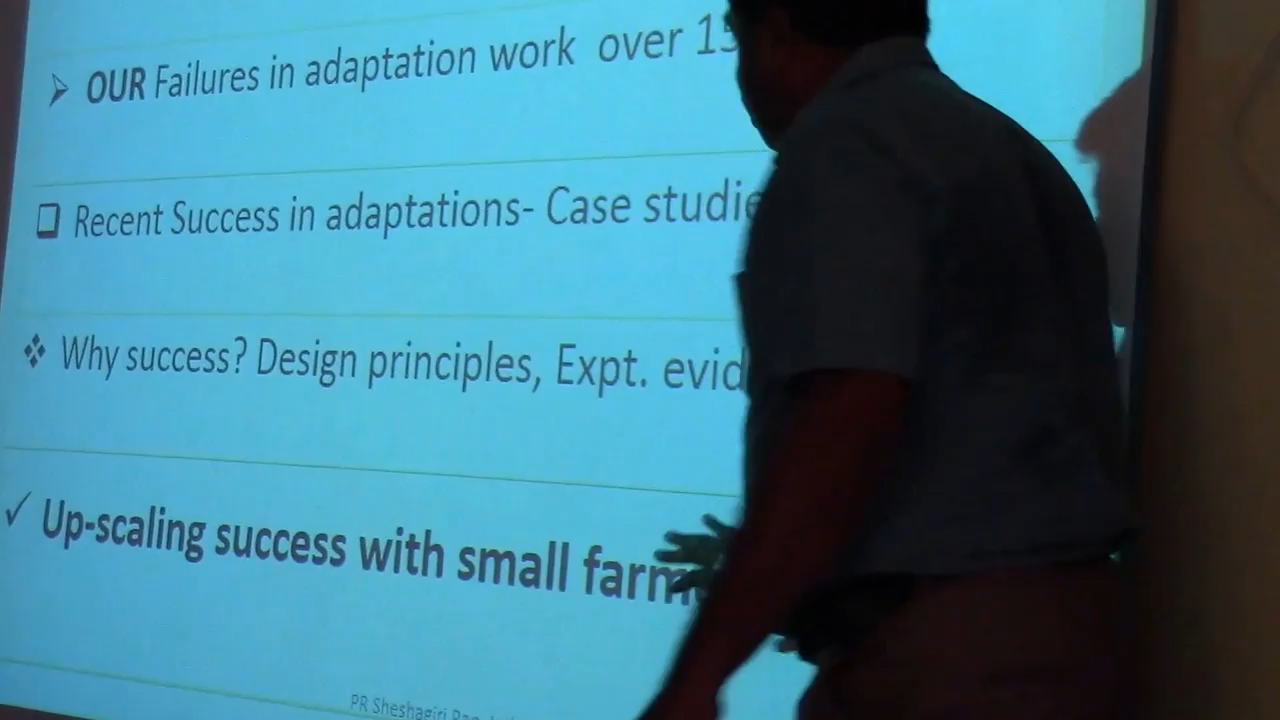 OUR Failures in adaptation work over 15
Recent Success in adaptations- Case studie
Why success? Design principles, Expt. evid
Up-scaling success with small farm
PR Sheshagiri